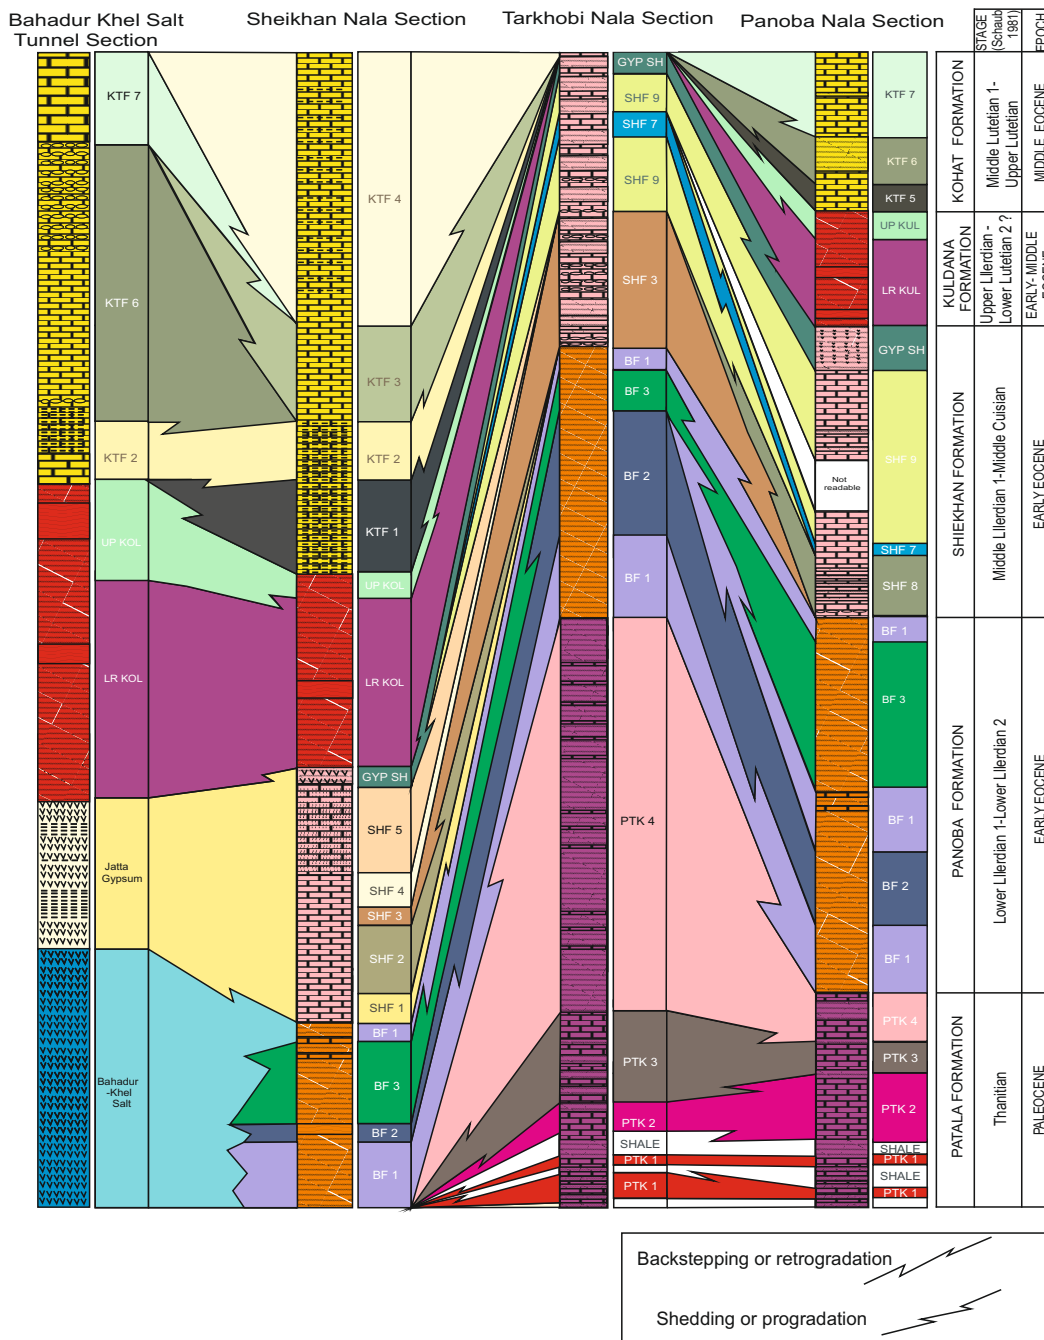 Bahadur Khel Salt
Tunnel Section
Sheikhan Nala Section
Tarkhobi Nala Section
Panoba Nala Section
STAGE
(Schaub
1981)
EPOCH
KTF 7
KTF 6
KTF 2
UP KOL
LR KOL
Jatta
Gypsum
Bahadur
-Khel
Salt
KTF 4
KTF 3
KTF 2
KTF 1
UP KOL
LR KOL
GYP SH
SHF 5
SHF 4
SHF 3
SHF 2
SHF 1
BF 1
BF 3
BF 2
BF 1
GYP SH
SHF 9
SHF 7
SHF 9
SHF 3
BF 1
BF 3
BF 2
BF 1
PTK 4
PTK 3
PTK 2
SHALE
PTK 1
PTK 1
Not
readable
KTF 7
KTF 6
KTF 5
UP KUL
LR KUL
GYP SH
SHF 9
SHF 7
SHF 8
BF 1
BF 3
BF 1
BF 2
BF 1
PTK 4
PTK 3
PTK 2
SHALE
PTK 1
SHALE
PTK 1
KOHAT FORMATION
Middle Lutetian 1-
Upper Lutetian
MIDDLE EOCENE
KULDANA
FORMATION
Upper Lllerdian -
Lower Lutetian 2 ?
EARLY- MIDDLE
EOCENE
SHIEKHAN FORMATION
Middle Lllerdian 1-Middle Cuisian
EARLY EOCENE
PANOBA FORMATION
Lower Lllerdian 1-Lower Lllerdian 2
EARLY EOCENE
PATALA FORMATION
Thanitian
PALEOCENE
Backstepping or retrogradation
Shedding or progradation